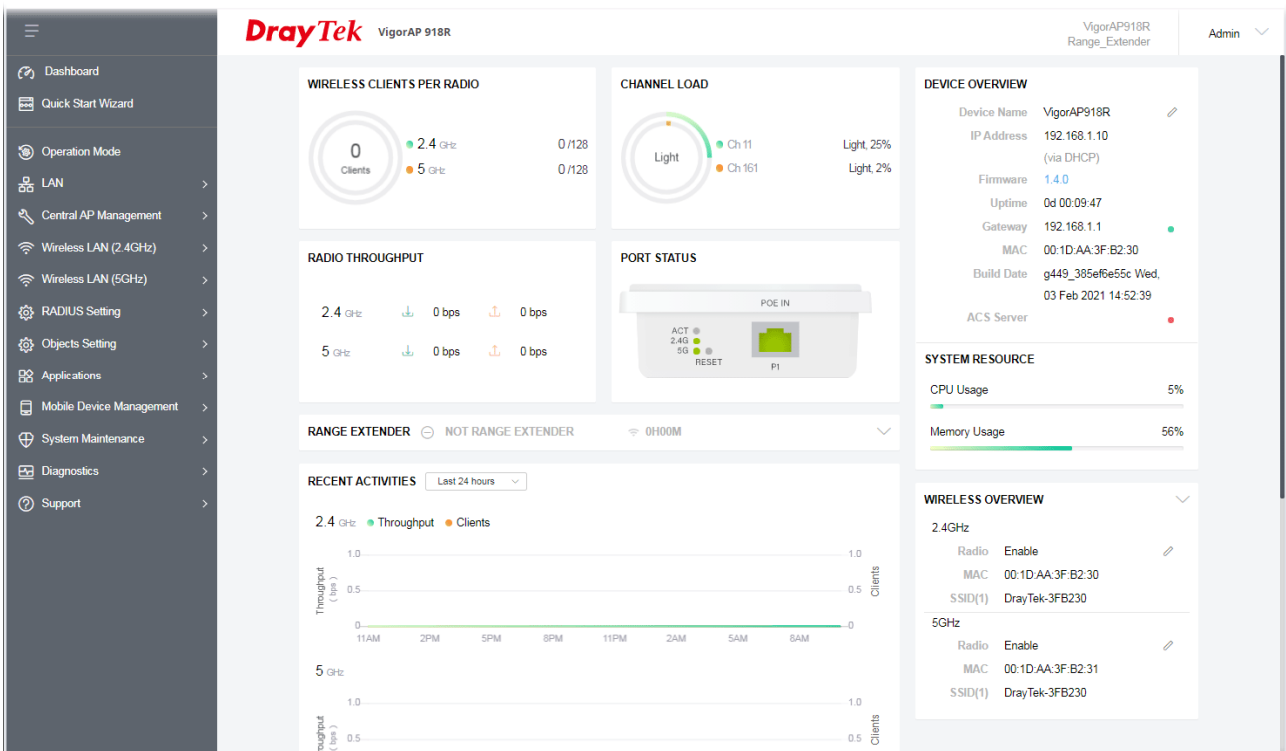 DrayTek VigorAP 918R
VigorAP918R
Range_Extender
Admin
Dashboard
Quick Start Wizard
Operation Mode
LAN
Central AP Management
Wireless LAN (2.4GHz)
Wireless LAN (5GHz)
RADIUS Setting
Objects Setting
Applications
Mobile Device Management
System Maintenance
Diagnostics
Support
WIRELESS CLIENTS PER RADIO
0
Clients
2.4 GHz 0 /128
5 GHz 0 /128
CHANNEL LOAD
Light
Ch 11 Light, 25%
Ch 161 Light, 2%
RADIO THROUGHPUT
2.4 GHz 0 bps 0 bps
5 GHz 0 bps 0 bps
PORT STATUS
POE IN
ACT
2.4G
5G
RESET
P1
RANGE EXTENDER NOT RANGE EXTENDER 0H00M
RECENT ACTIVITIES Last 24 hours
2.4 GHz Throughput Clients
Throughput
( bps )
1.0 1.0
0.5 0.5
0 0
Clients
11AM 2PM 5PM 8PM 11PM 2AM 5AM 8AM
5 GHz
1.0 1.0
0.5 0.5
Clients
DEVICE OVERVIEW
Device Name VigorAP918R
IP Address 192.168.1.10
(via DHCP)
Firmware 1.4.0
Uptime 0d 00:09:47
Gateway 192.168.1.1
MAC 00:1D:AA:3F:B2:30
Build Date g449_385ef6e55c Wed,
03 Feb 2021 14:52:39
ACS Server
SYSTEM RESOURCE
CPU Usage 5%
Memory Usage 56%
WIRELESS OVERVIEW
2.4GHz
Radio Enable
MAC 00:1D:AA:3F:B2:30
SSID(1) DrayTek-3FB230
5GHz
Radio Enable
MAC 00:1D:AA:3F:B2:31
SSID(1) DrayTek-3FB230